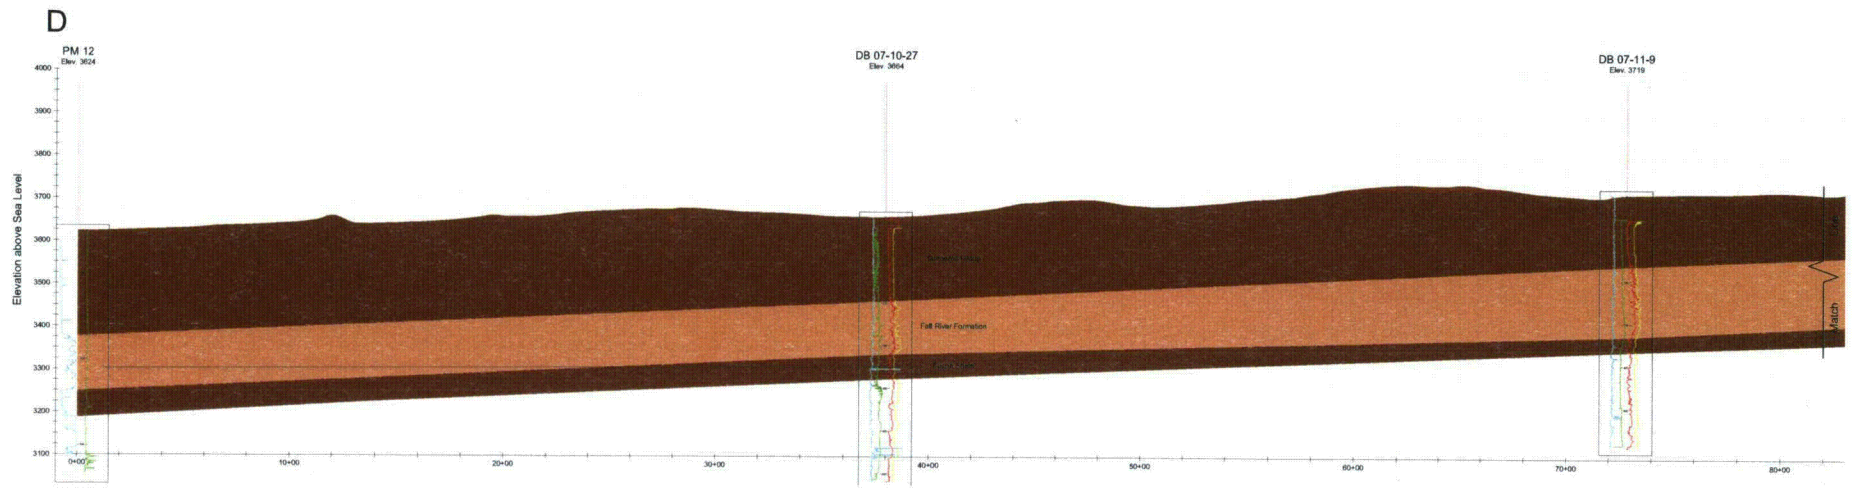 D
PM 12
Elev. 3624
DB 07-10-27
Elev. 3664
DB 07-11-9
Elev. 3719
Elevation above Sea Level
4000
3900
3800
3700
3600
3500
3400
3300
3200
3100
Fall River Formation
Match
0+00
10+00
20+00
30+00
40+00
50+00
60+00
70+00
80+00